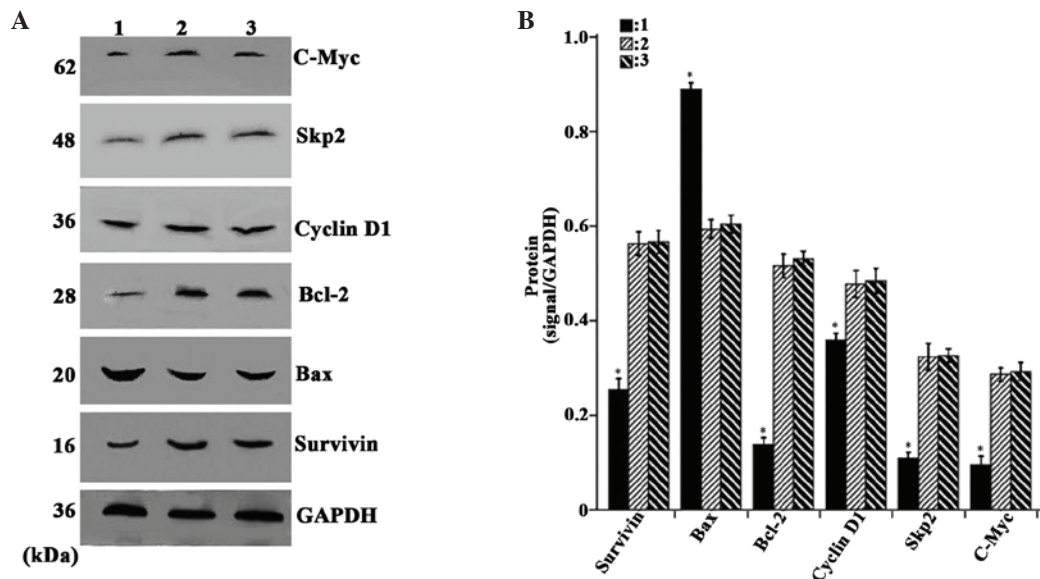 A
1 2 3
62 C-Myc
48 Skp2
36 Cyclin D1
28 Bcl-2
20 Bax
16 Survivin
36 GAPDH
(kDa)
B
:1
:2
:3
Protein
(signal/GAPDH)
1.0
0.8
0.6
0.4
0.2
0
* * * * * *
Survivin Bax Bcl-2 Cyclin D1 Skp2 C-Myc